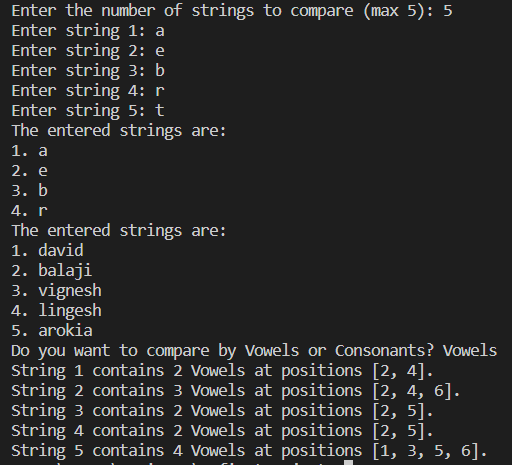 Enter the number of strings to compare (max 5): 5
Enter string 1: a
Enter string 2: e
Enter string 3: b
Enter string 4: r
Enter string 5: t
The entered strings are:
1. a
2. e
3. b
4. r
The entered strings are:
1. david
2. balaji
3. vignesh
4. lingesh
5. arokia
Do you want to compare by Vowels or Consonants? Vowels
String 1 contains 2 Vowels at positions [2, 4].
String 2 contains 3 Vowels at positions [2, 4, 6].
String 3 contains 2 Vowels at positions [2, 5].
String 4 contains 2 Vowels at positions [2, 5].
String 5 contains 4 Vowels at positions [1, 3, 5, 6].